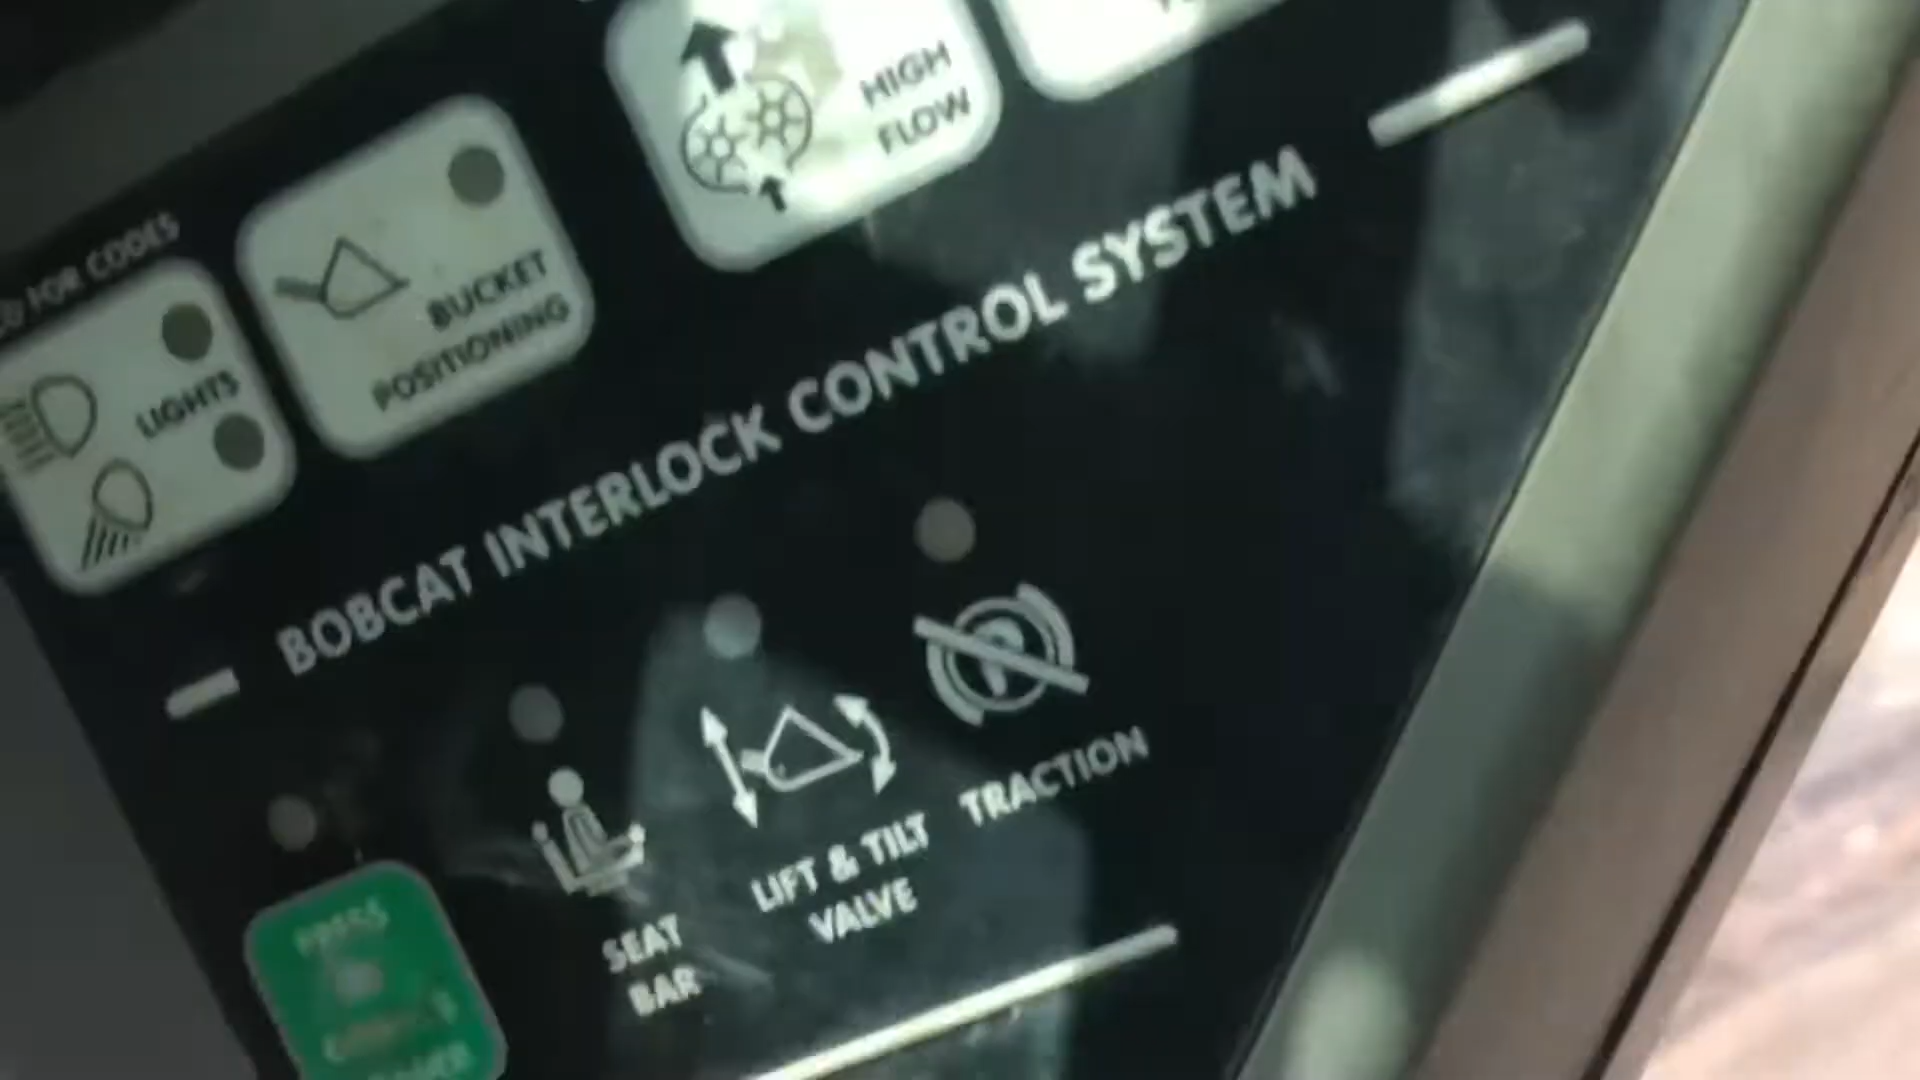 HIGH
FLOW
FOR CODES
BUCKET
POSITIONING
LIGHTS
BOBCAT INTERLOCK CONTROL SYSTEM
TRACTION
LIFT & TILT
VALVE
SEAT
BAR
PRESS